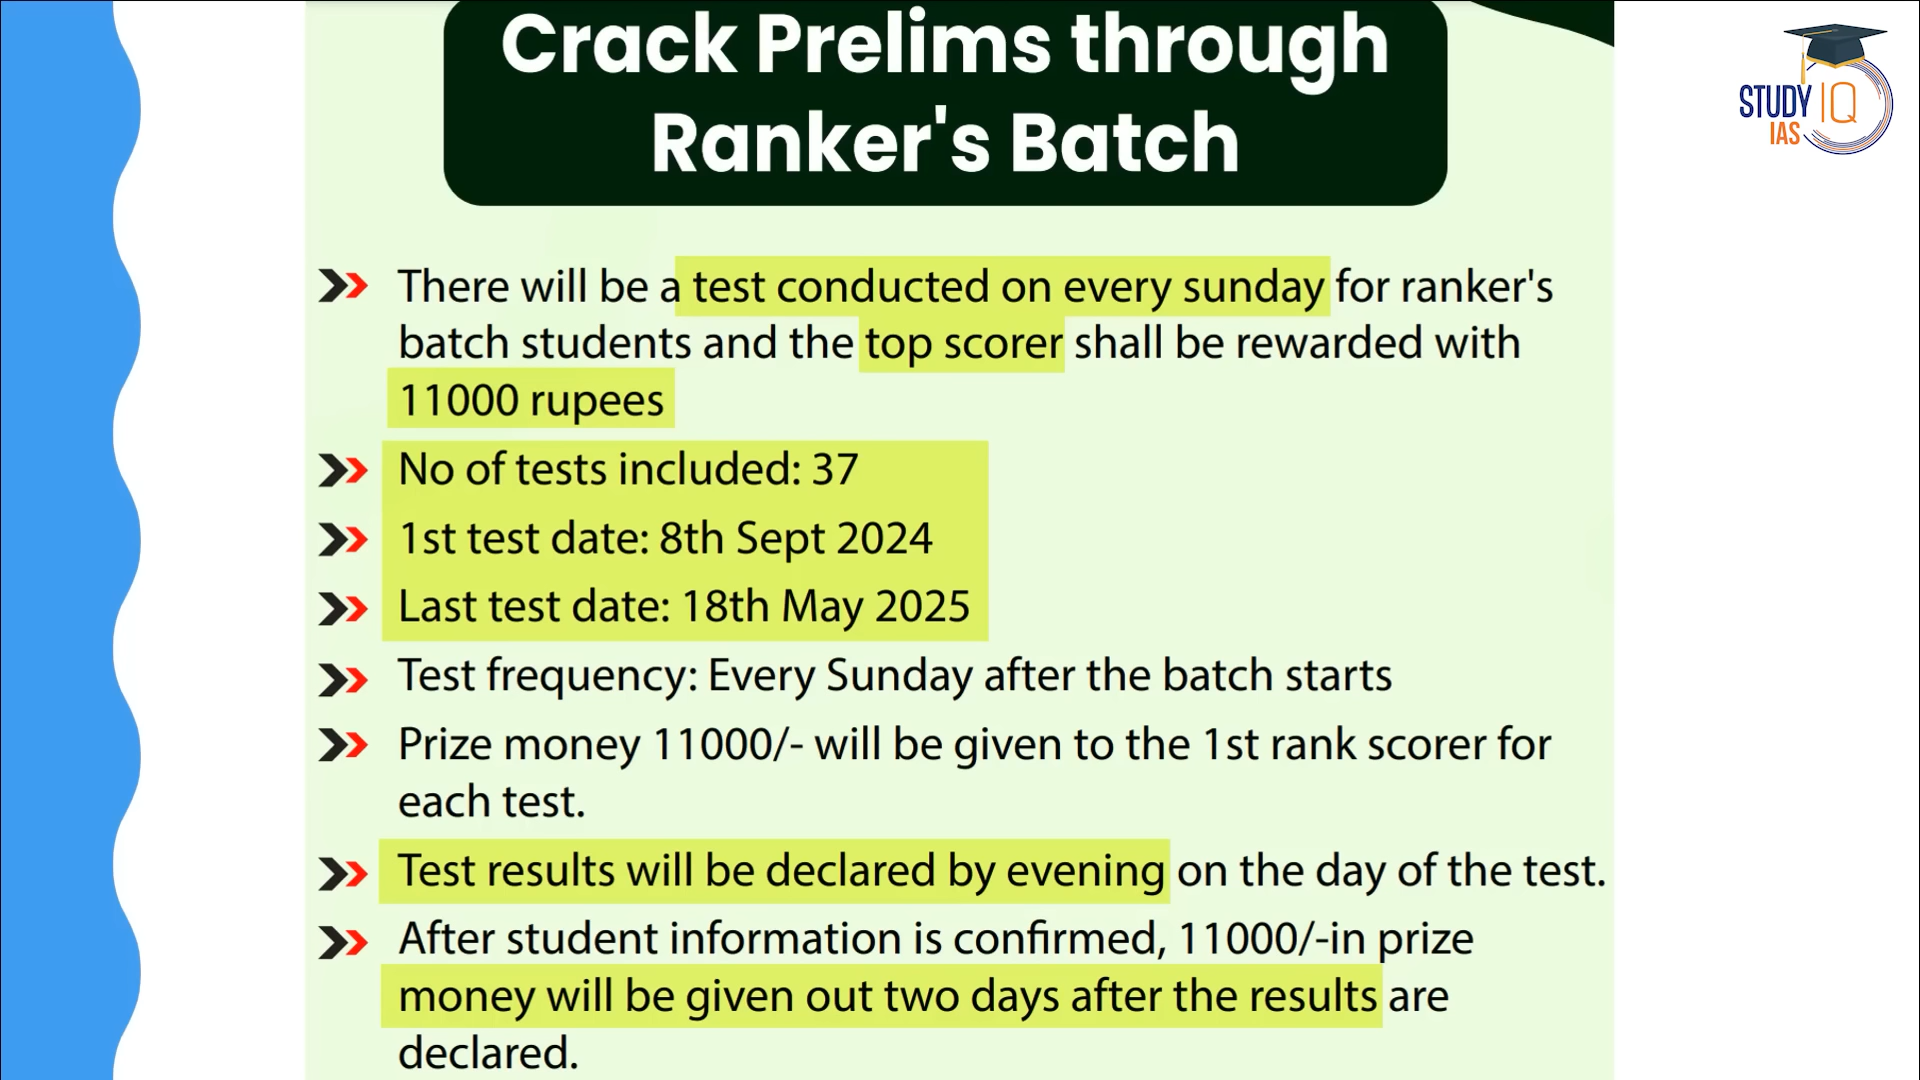 Crack Prelims through
Ranker's Batch
STUDY IQ
IAS
There will be a test conducted on every sunday for ranker's
batch students and the top scorer shall be rewarded with
11000 rupees
No of tests included: 37
1st test date: 8th Sept 2024
Last test date: 18th May 2025
Test frequency: Every Sunday after the batch starts
Prize money 11000/- will be given to the 1st rank scorer for
each test.
Test results will be declared by evening on the day of the test.
After student information is confirmed, 11000/-in prize
money will be given out two days after the results are
declared.